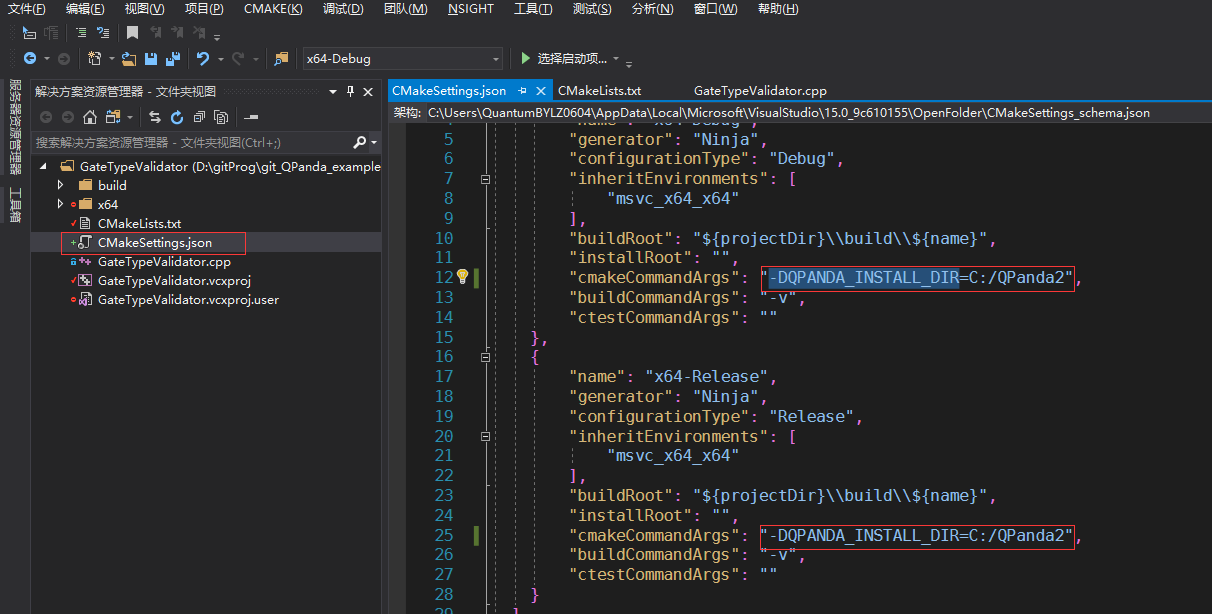 文件(F) 编辑(E) 视图(V) 项目(P) CMAKE(K) 调试(D) 团队(M) NSIGHT 工具(T) 测试(S) 分析(N) 窗口(W) 帮助(H)
x64-Debug 选择启动项...
服务器资源管理器
工具箱
解决方案资源管理器 - 文件夹视图
搜索解决方案资源管理器 - 文件夹视图(Ctrl+;)
GateTypeValidator (D:\gitProg\git_QPanda_example
build
x64
CMakeLists.txt
CMakeSettings.json
GateTypeValidator.cpp
GateTypeValidator.vcxproj
GateTypeValidator.vcxproj.user
CMakeSettings.json CMakeLists.txt GateTypeValidator.cpp
架构: C:\Users\QuantumBYLZ0604\AppData\Local\Microsoft\VisualStudio\15.0_9c610155\OpenFolder\CMakeSettings_schema.json
5 "generator": "Ninja",
6 "configurationType": "Debug",
7 "inheritEnvironments": [
8 "msvc_x64_x64"
9 ],
10 "buildRoot": "${projectDir}\\build\\${name}",
11 "installRoot": "",
12 "cmakeCommandArgs": "-DQPANDA_INSTALL_DIR=C:/QPanda2",
13 "buildCommandArgs": "-v",
14 "ctestCommandArgs": ""
15 },
16 {
17 "name": "x64-Release",
18 "generator": "Ninja",
19 "configurationType": "Release",
20 "inheritEnvironments": [
21 "msvc_x64_x64"
22 ],
23 "buildRoot": "${projectDir}\\build\\${name}",
24 "installRoot": "",
25 "cmakeCommandArgs": "-DQPANDA_INSTALL_DIR=C:/QPanda2",
26 "buildCommandArgs": "-v",
27 "ctestCommandArgs": ""
28 }